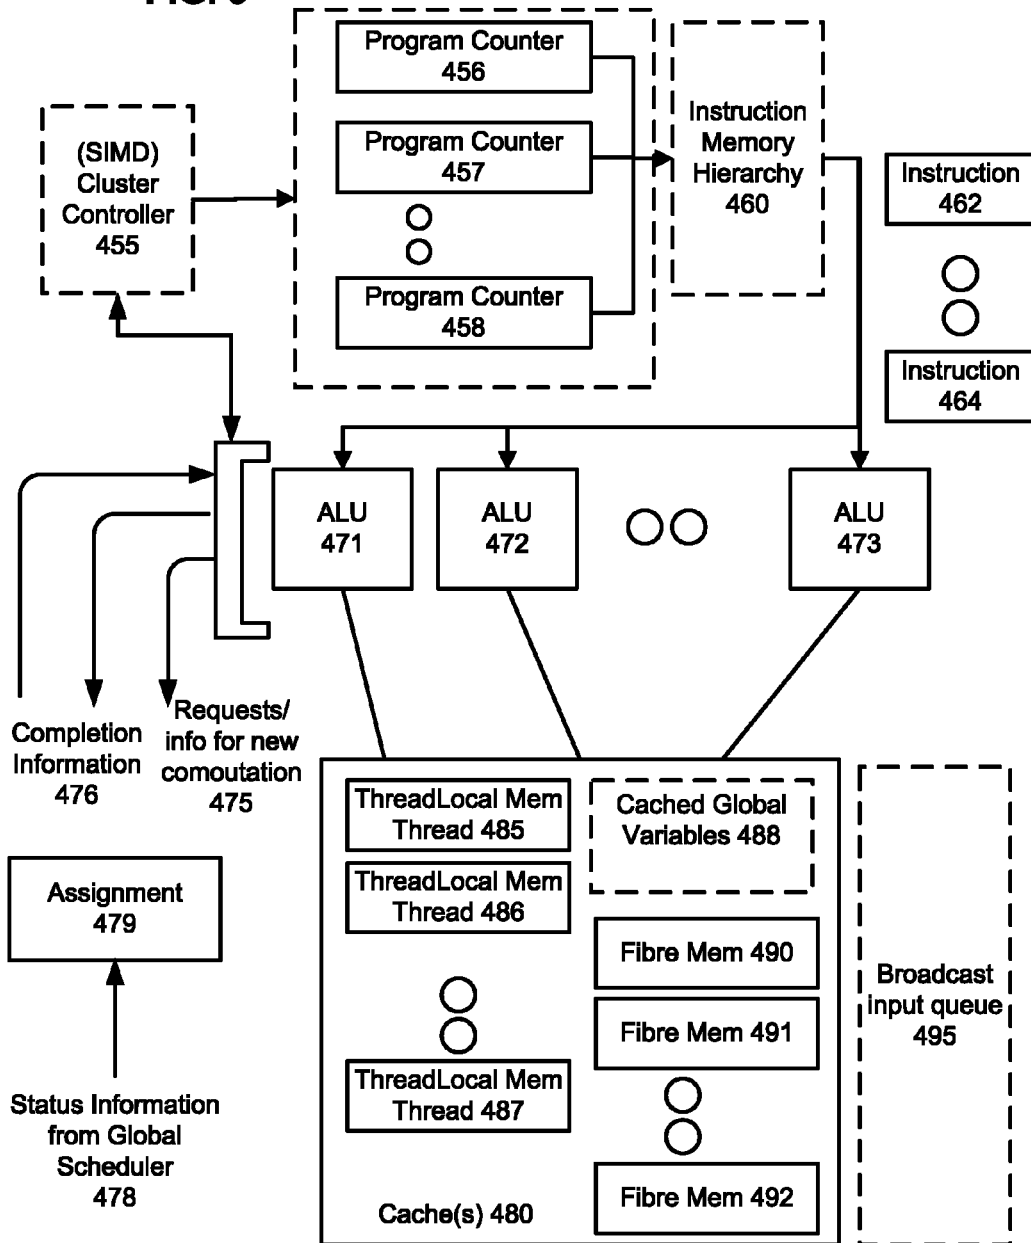 Program Counter
456
Program Counter
457
Program Counter
458
(SIMD)
Cluster
Controller
455
Instruction
Memory
Hierarchy
460
Instruction
462
Instruction
464
ALU
471
ALU
472
ALU
473
Completion
Information
476
Requests/
info for new
comoutation
475
Assignment
479
Status Information
from Global
Scheduler
478
ThreadLocal Mem
Thread 485
ThreadLocal Mem
Thread 486
ThreadLocal Mem
Thread 487
Cached Global
Variables 488
Fibre Mem 490
Fibre Mem 491
Fibre Mem 492
Cache(s) 480
Broadcast
input queue
495